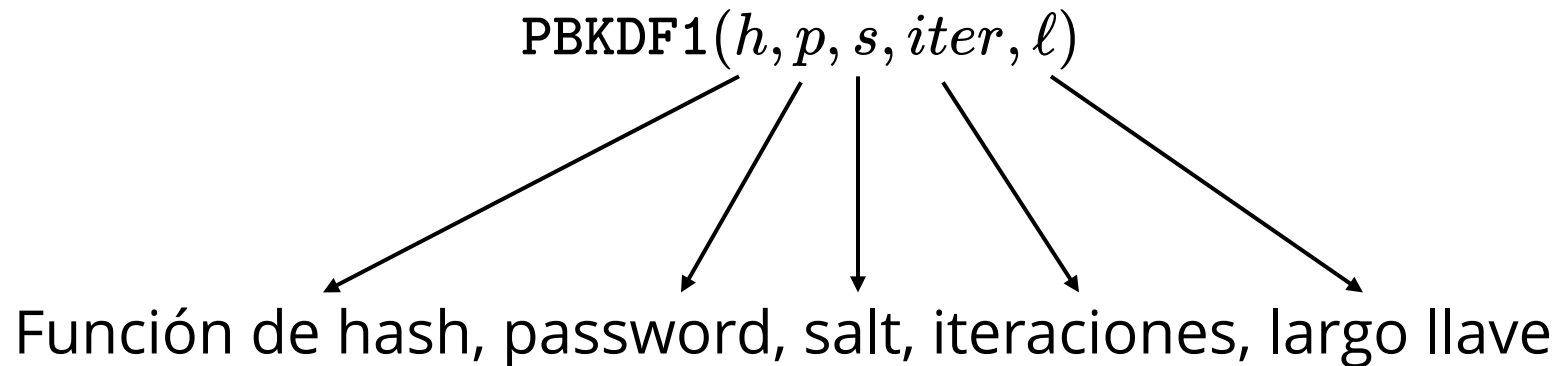 PBKDF1(h, p, s, iter, ℓ)
Función de hash, password, salt, iteraciones, largo llave